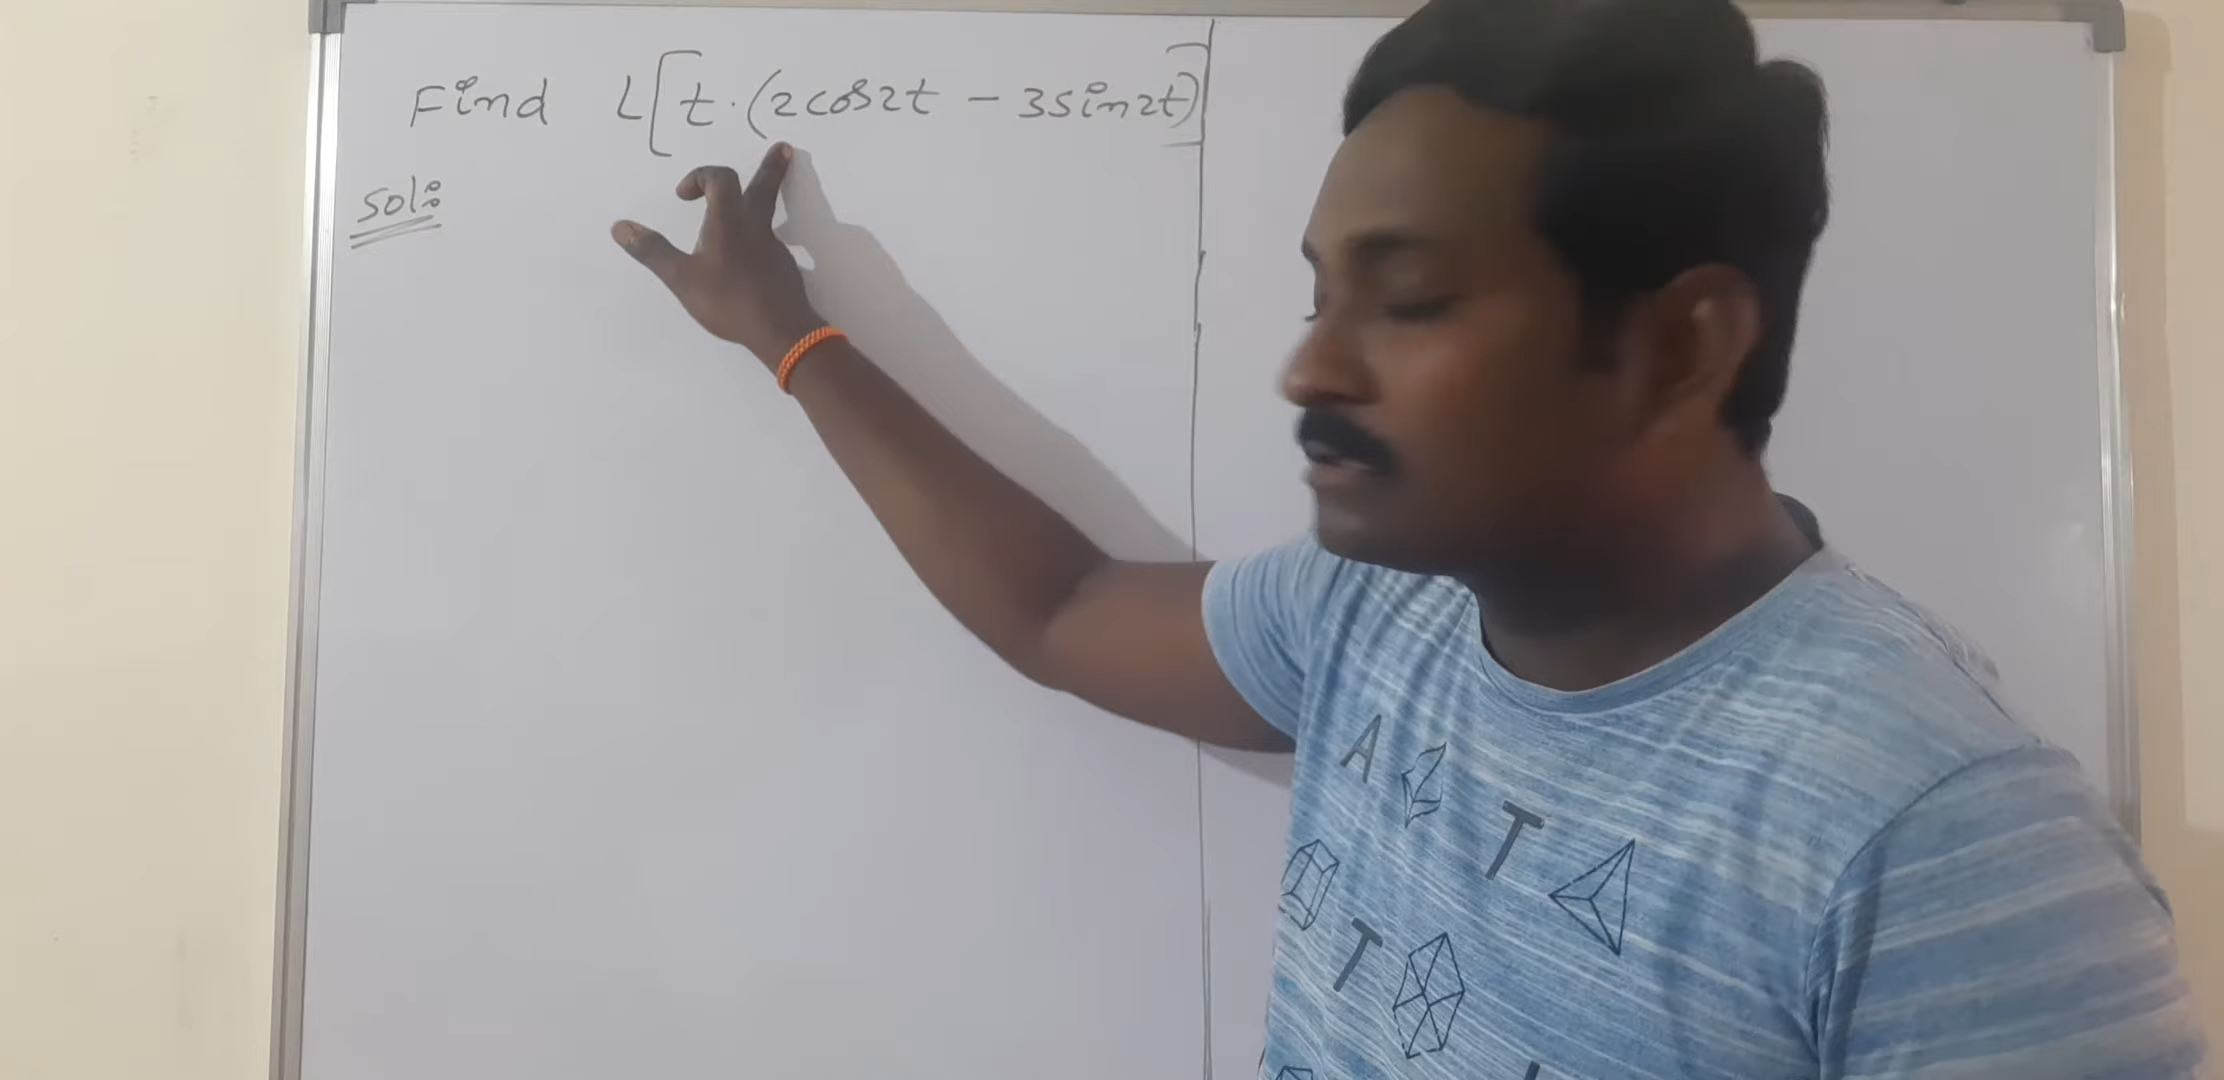 Find L[t.(2cos2t - 3sin2t)]
Sol:
A T
T